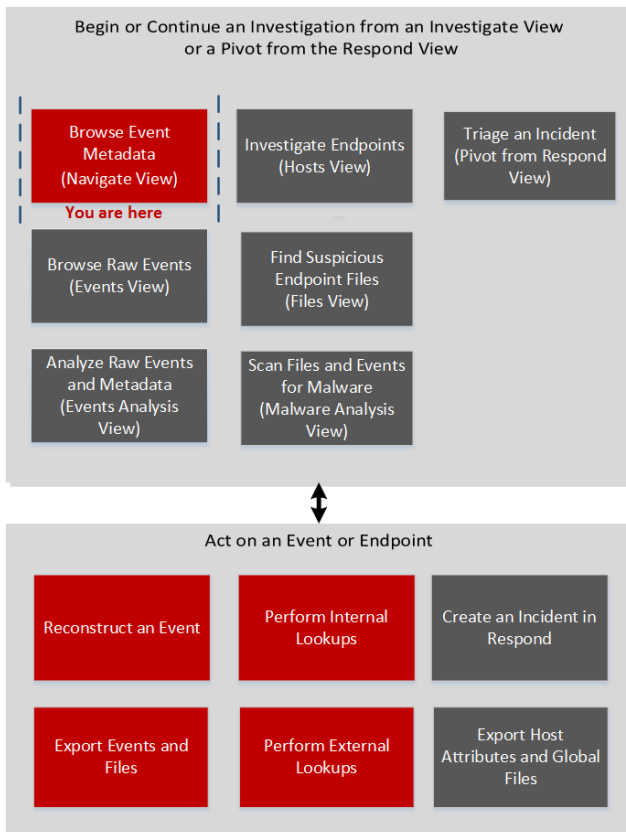 Begin or Continue an Investigation from an Investigate View
or a Pivot from the Respond View
Browse Event
Metadata
(Navigate View)
You are here
Investigate Endpoints
(Hosts View)
Triage an Incident
(Pivot from Respond
View)
Browse Raw Events
(Events View)
Find Suspicious
Endpoint Files
(Files View)
Analyze Raw Events
and Metadata
(Events Analysis
View)
Scan Files and Events
for Malware
(Malware Analysis
View)
Act on an Event or Endpoint
Reconstruct an Event
Perform Internal
Lookups
Create an Incident in
Respond
Export Events and
Files
Perform External
Lookups
Export Host
Attributes and Global
Files